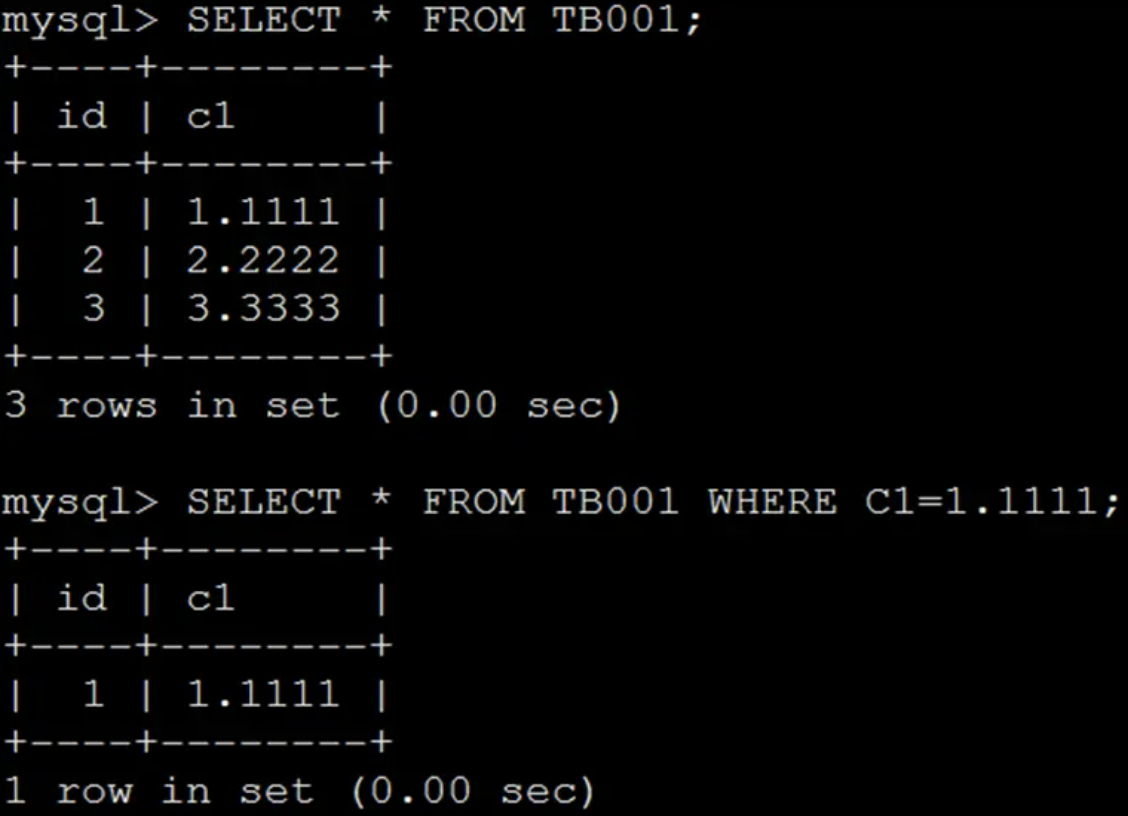 mysql> SELECT * FROM TB001;
+----+--------+
| id | c1     |
+----+--------+
|  1 | 1.1111 |
|  2 | 2.2222 |
|  3 | 3.3333 |
+----+--------+
3 rows in set (0.00 sec)

mysql> SELECT * FROM TB001 WHERE C1=1.1111;
+----+--------+
| id | c1     |
+----+--------+
|  1 | 1.1111 |
+----+--------+
1 row in set (0.00 sec)